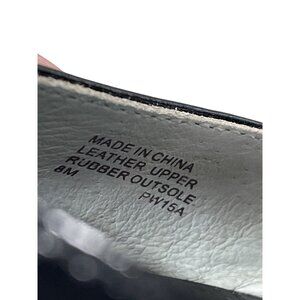 MADE IN CHINA
LEATHER UPPER
RUBBER OUTSOLE
8M PW15A